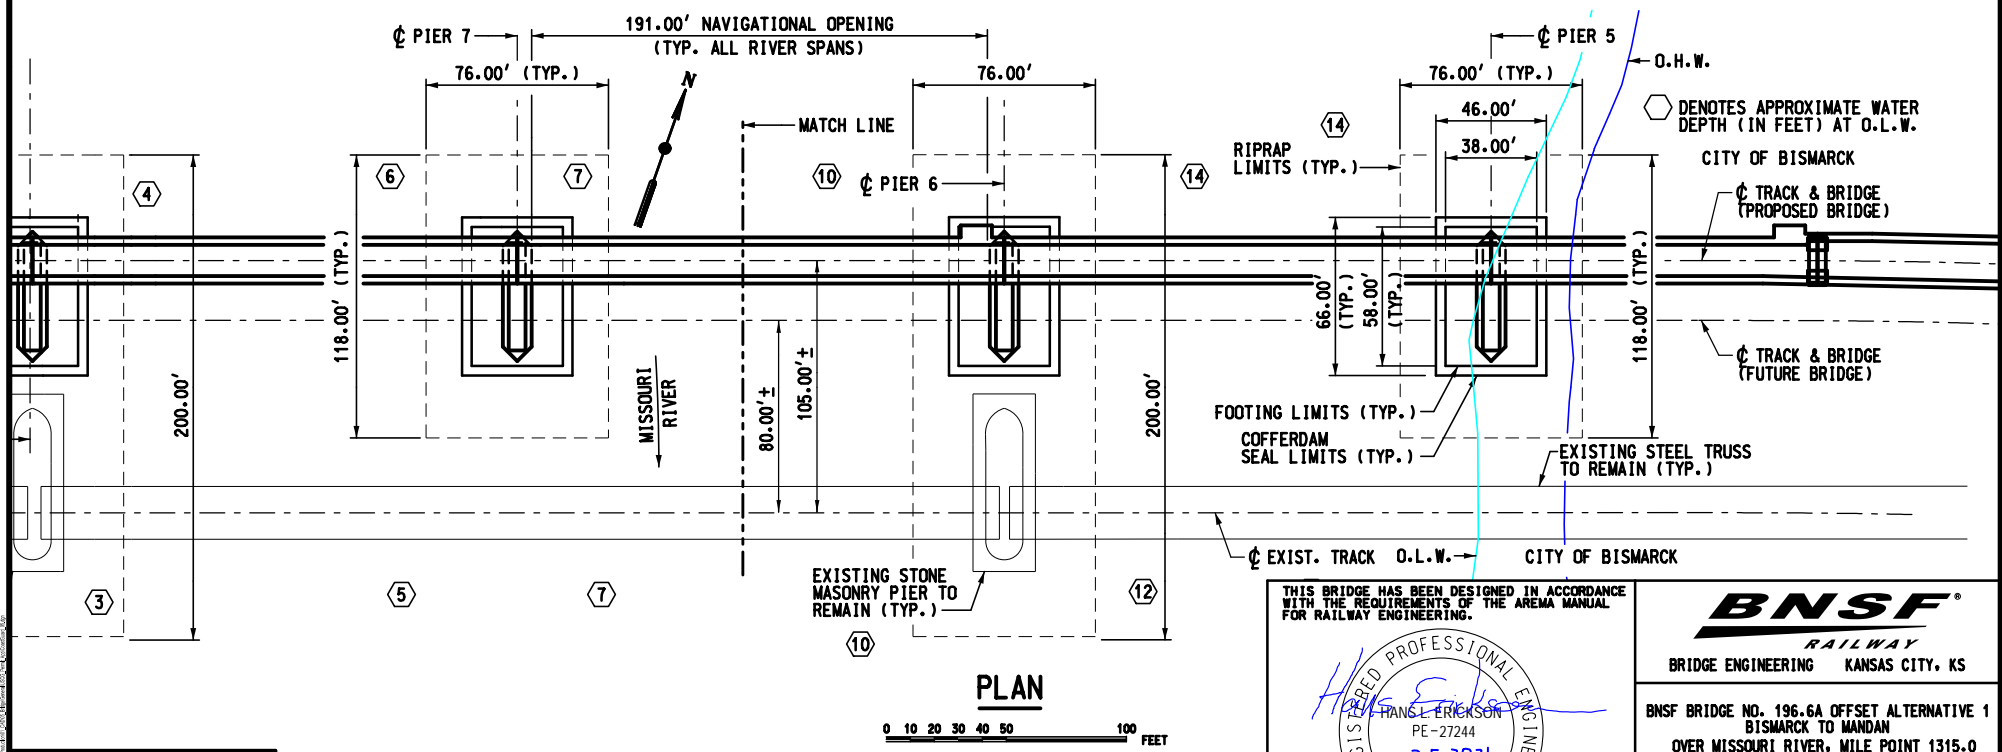 191.00' NAVIGATIONAL OPENING
(TYP. ALL RIVER SPANS)
℄ PIER 7
℄ PIER 5
76.00' (TYP.)
N
76.00'
76.00' (TYP.)
O.H.W.
46.00'
38.00'
DENOTES APPROXIMATE WATER
DEPTH (IN FEET) AT O.L.W.
MATCH LINE
14
RIPRAP
LIMITS (TYP.)
CITY OF BISMARCK
4
6
7
10
℄ PIER 6
14
℄ TRACK & BRIDGE
(PROPOSED BRIDGE)
118.00' (TYP.)
66.00'
(TYP.)
58.00'
(TYP.)
118.00' (TYP.)
200.00'
MISSOURI
RIVER
80.00'±
105.00'±
200.00'
℄ TRACK & BRIDGE
(FUTURE BRIDGE)
FOOTING LIMITS (TYP.)
COFFERDAM
SEAL LIMITS (TYP.)
EXISTING STEEL TRUSS
TO REMAIN (TYP.)
℄ EXIST. TRACK
O.L.W.
CITY OF BISMARCK
EXISTING STONE
MASONRY PIER TO
REMAIN (TYP.)
3
5
7
12
10
PLAN
0 10 20 30 40 50 100
FEET
THIS BRIDGE HAS BEEN DESIGNED IN ACCORDANCE
WITH THE REQUIREMENTS OF THE AREMA MANUAL
FOR RAILWAY ENGINEERING.
PROFESSIONAL
Hans Erickson
HANS L. ERICKSON
PE-27244
BNSF®
RAILWAY
BRIDGE ENGINEERING KANSAS CITY, KS
BNSF BRIDGE NO. 196.6A OFFSET ALTERNATIVE 1
BISMARCK TO MANDAN
OVER MISSOURI RIVER, MILE POINT 1315.0